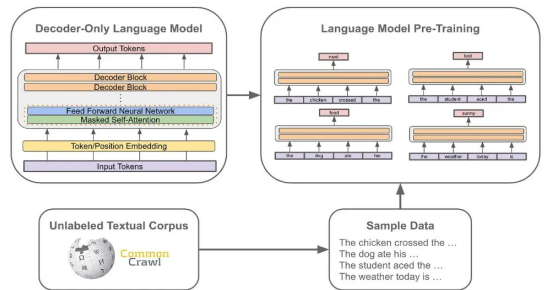 Decoder-Only Language Model
Output Tokens
Decoder Block
Decoder Block
Feed Forward Neural Network
Masked Self-Attention
Token/Position Embedding
Input Tokens
Language Model Pre-Training
road
the chicken crossed the
test
the student aced the
food
the dog ate his
sunny
the weather today is
Unlabeled Textual Corpus
Common
Crawl
Sample Data
The chicken crossed the ...
The dog ate his ...
The student aced the ...
The weather today is ...